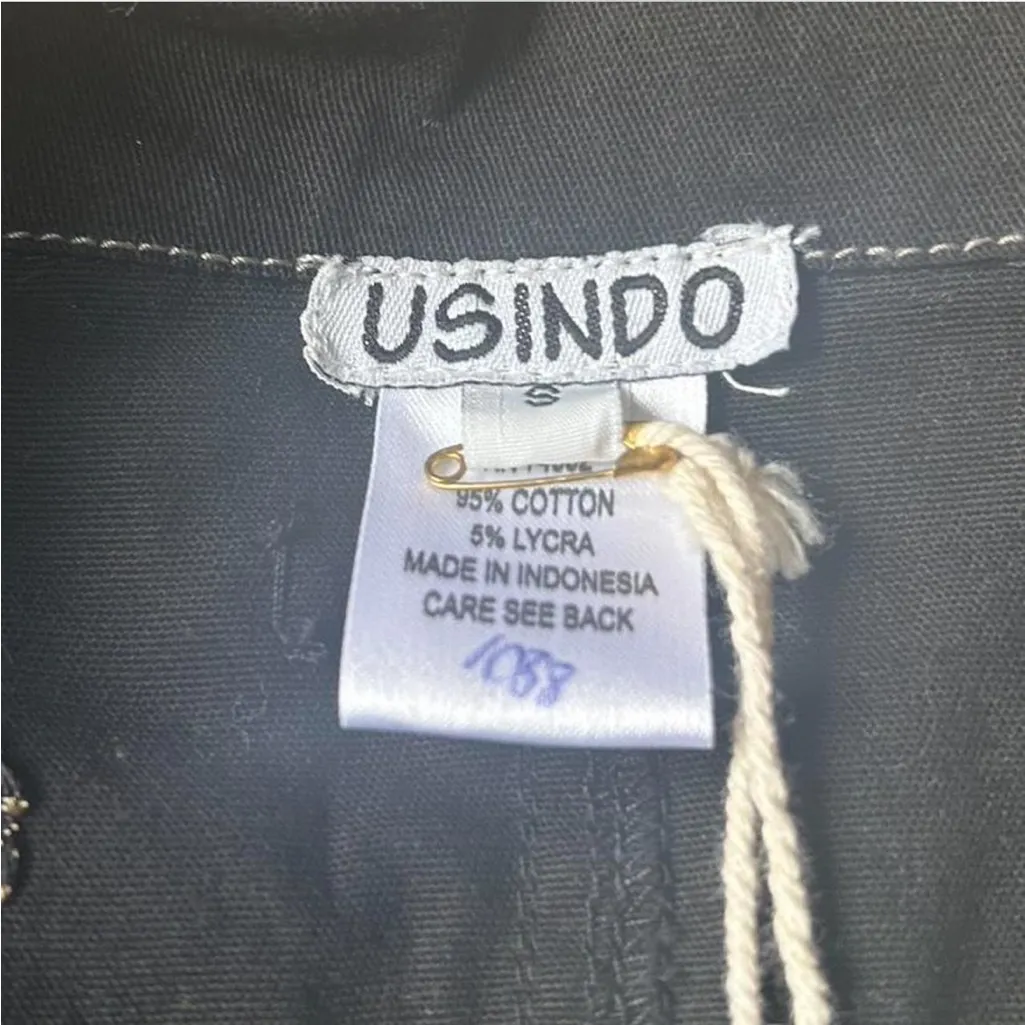 USINDO
S
95% COTTON
5% LYCRA
MADE IN INDONESIA
CARE SEE BACK
1088